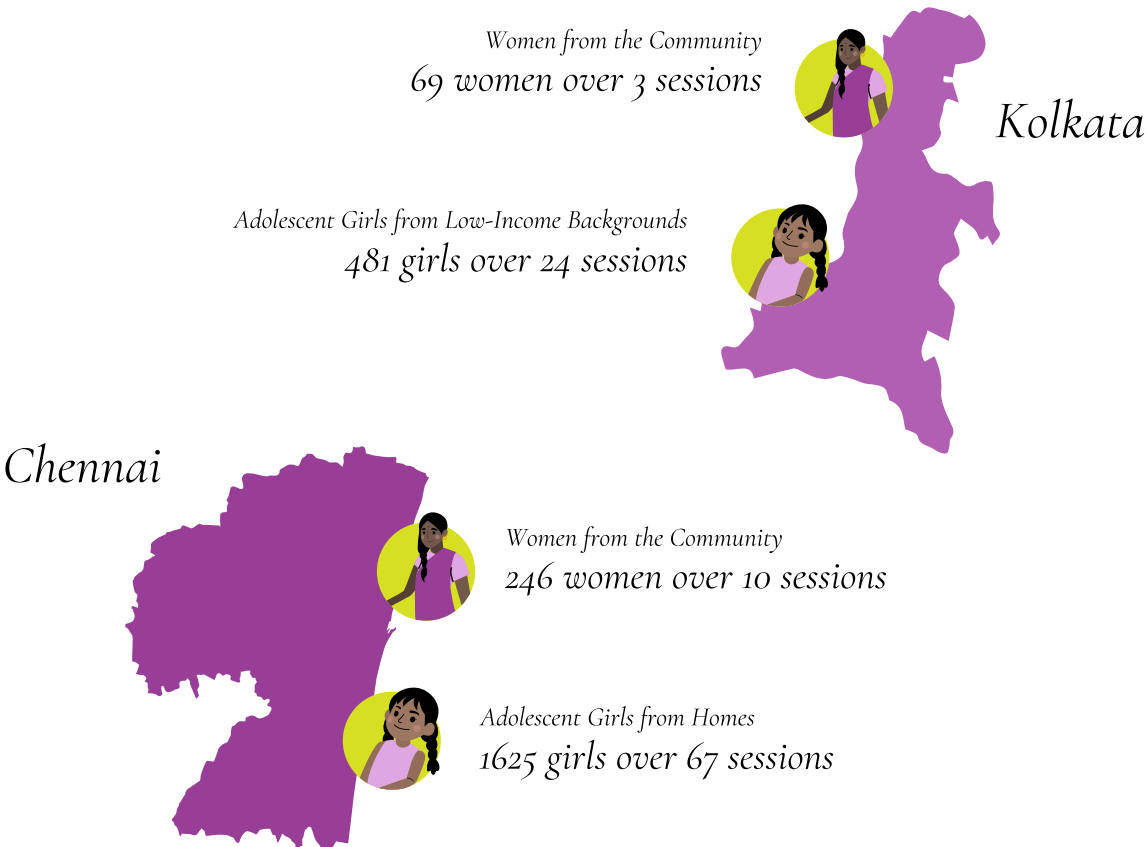 Women from the Community
69 women over 3 sessions
Kolkata
Adolescent Girls from Low-Income Backgrounds
481 girls over 24 sessions
Chennai
Women from the Community
246 women over 10 sessions
Adolescent Girls from Homes
1625 girls over 67 sessions